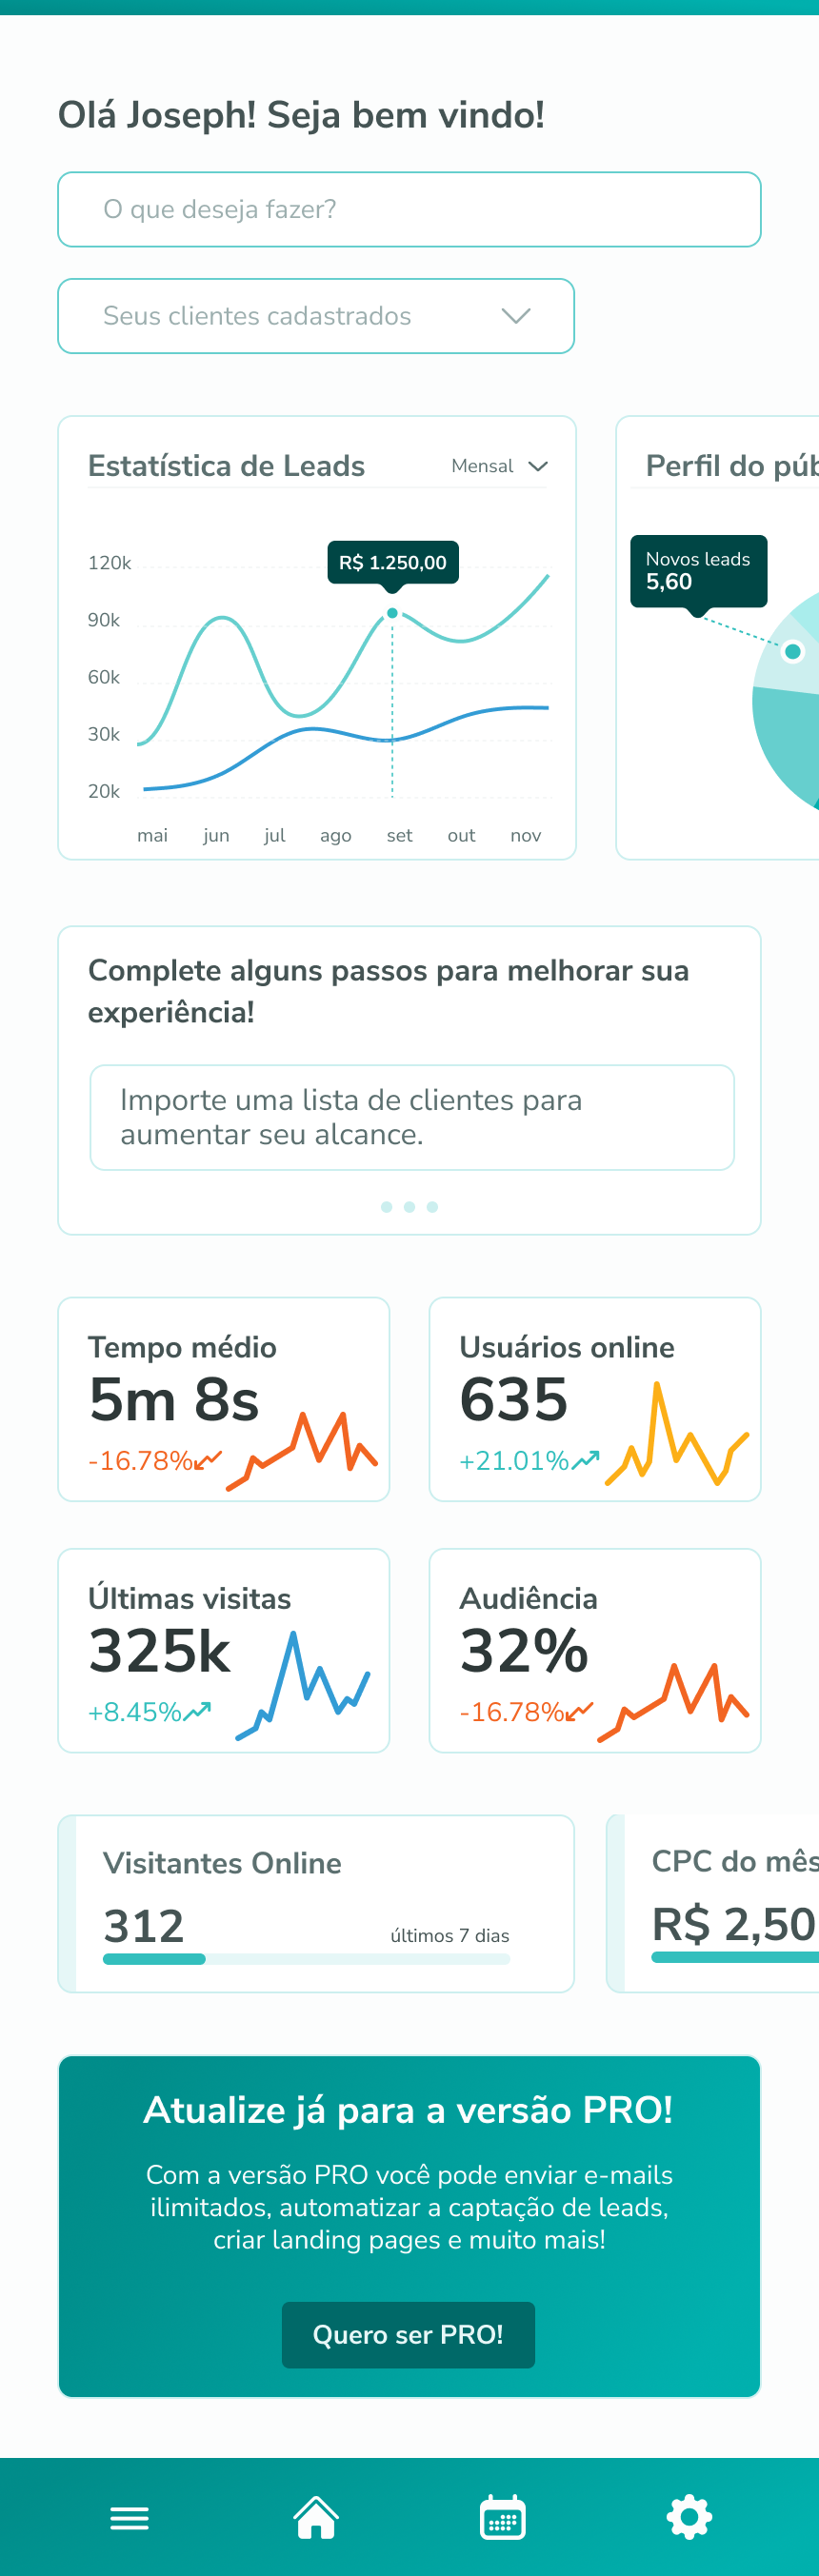 Olá Joseph! Seja bem vindo!
O que deseja fazer?
Seus clientes cadastrados
Estatística de Leads
Mensal
120k
90k
60k
30k
20k
R$ 1.250,00
mai jun jul ago set out nov
Perfil do púb
Novos leads
5,60
Complete alguns passos para melhorar sua
experiência!
Importe uma lista de clientes para
aumentar seu alcance.
Tempo médio
5m 8s
-16.78%
Usuários online
635
+21.01%
Últimas visitas
325k
+8.45%
Audiência
32%
-16.78%
Visitantes Online
312
últimos 7 dias
CPC do mês
R$ 2,50
Atualize já para a versão PRO!
Com a versão PRO você pode enviar e-mails
ilimitados, automatizar a captação de leads,
criar landing pages e muito mais!
Quero ser PRO!